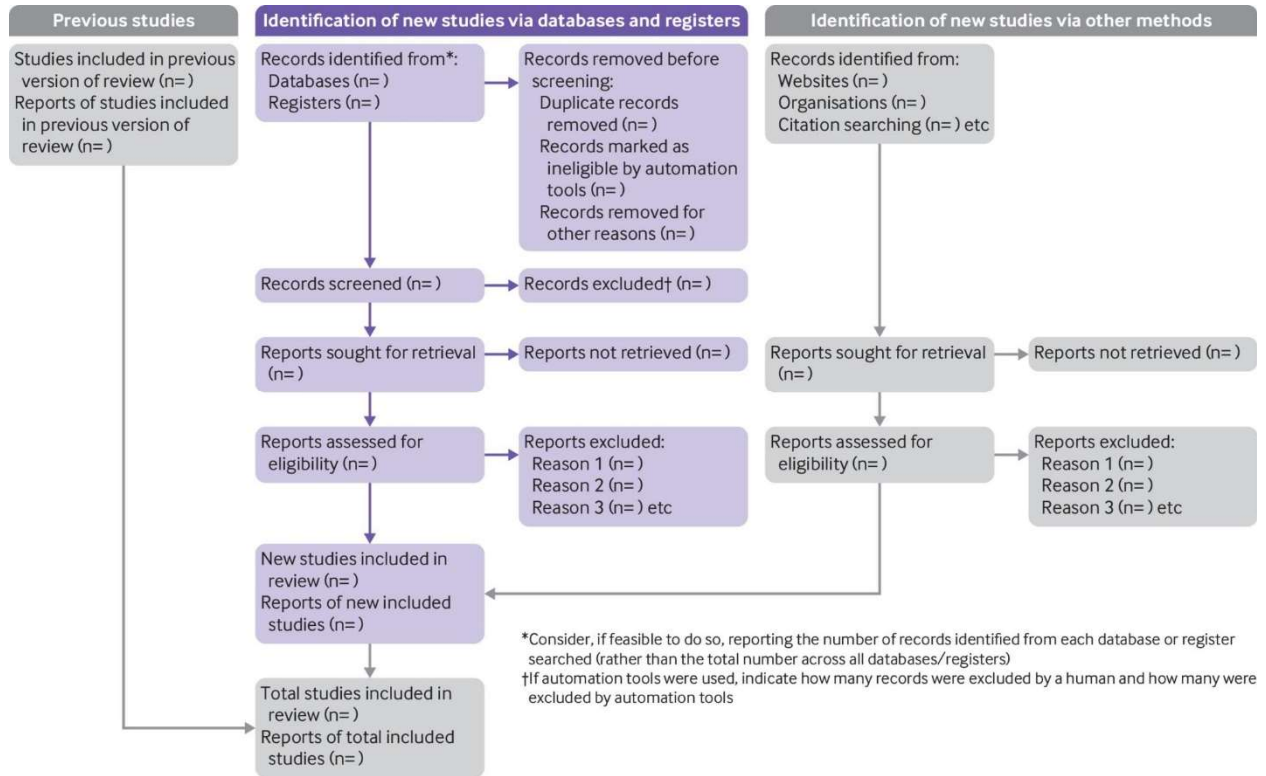 Previous studies
Studies included in previous
version of review (n= )
Reports of studies included
in previous version of
review (n= )
Identification of new studies via databases and registers
Records identified from*:
Databases (n= )
Registers (n= )
Records removed before
screening:
Duplicate records
removed (n= )
Records marked as
ineligible by automation
tools (n= )
Records removed for
other reasons (n= )
Records screened (n= )
Records excluded† (n= )
Reports sought for retrieval
(n= )
Reports not retrieved (n= )
Reports assessed for
eligibility (n= )
Reports excluded:
Reason 1 (n= )
Reason 2 (n= )
Reason 3 (n= ) etc
New studies included in
review (n= )
Reports of new included
studies (n= )
Total studies included in
review (n= )
Reports of total included
studies (n= )
Identification of new studies via other methods
Records identified from:
Websites (n= )
Organisations (n= )
Citation searching (n= ) etc
Reports sought for retrieval
(n= )
Reports not retrieved (n= )
Reports assessed for
eligibility (n= )
Reports excluded:
Reason 1 (n= )
Reason 2 (n= )
Reason 3 (n= ) etc
*Consider, if feasible to do so, reporting the number of records identified from each database or register
searched (rather than the total number across all databases/registers)
†If automation tools were used, indicate how many records were excluded by a human and how many were
excluded by automation tools